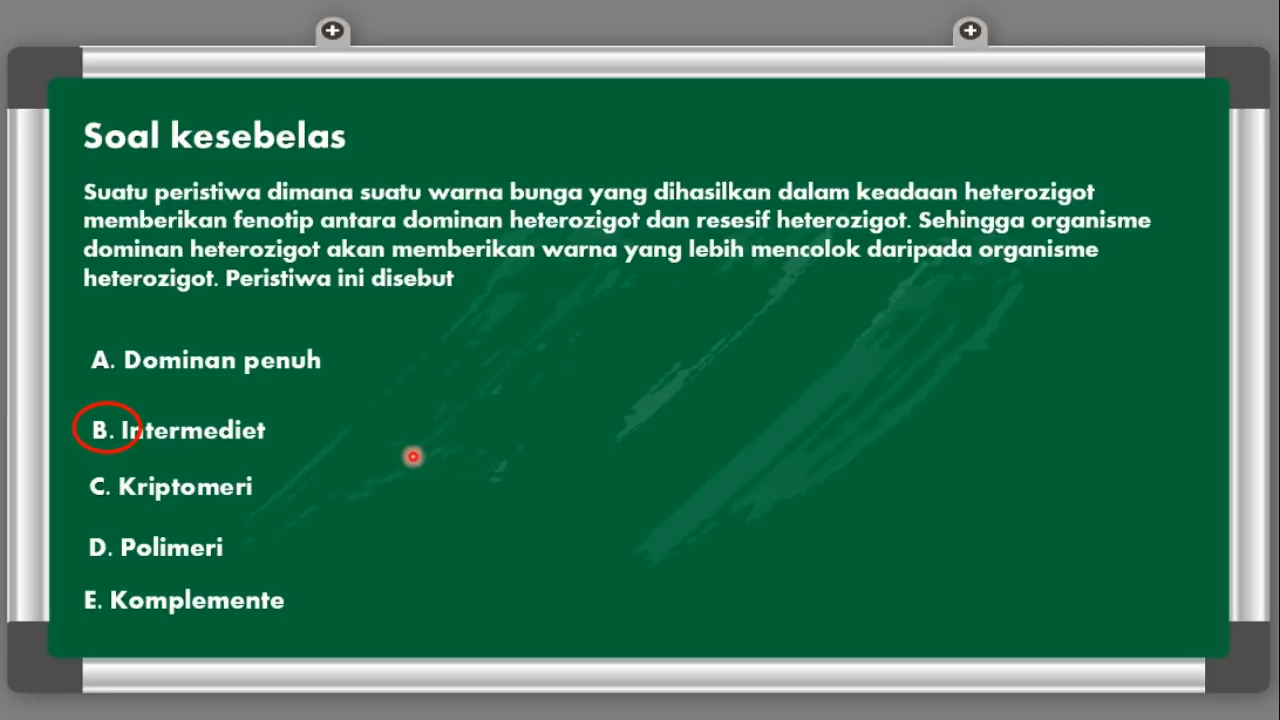 Soal kesebelas
Suatu peristiwa dimana suatu warna bunga yang dihasilkan dalam keadaan heterozigot
memberikan fenotip antara dominan heterozigot dan resesif heterozigot. Sehingga organisme
dominan heterozigot akan memberikan warna yang lebih mencolok daripada organisme
heterozigot. Peristiwa ini disebut
A. Dominan penuh
B. Intermediet
C. Kriptomeri
D. Polimeri
E. Komplemente